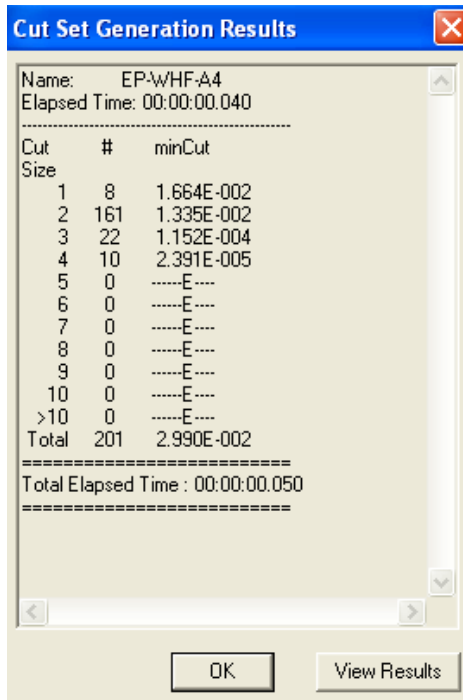 Cut Set Generation Results
Name: EP-WHF-A4
Elapsed Time: 00:00:00.040
--------------------------------------------------
Cut # minCut
Size
1 8 1.664E-002
2 161 1.335E-002
3 22 1.152E-004
4 10 2.391E-005
5 0 ------E----
6 0 ------E----
7 0 ------E----
8 0 ------E----
9 0 ------E----
10 0 ------E----
>10 0 ------E----
Total 201 2.990E-002
==========================
Total Elapsed Time : 00:00:00.050
==========================
OK View Results